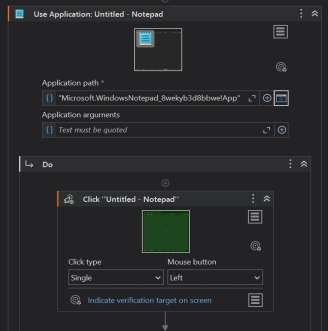 Use Application: Untitled - Notepad
Application path *
"Microsoft.WindowsNotepad_8wekyb3d8bbwe!App"
Application arguments
Text must be quoted
Do
Click "Untitled - Notepad"
Click type
Mouse button
Single
Left
Indicate verification target on screen